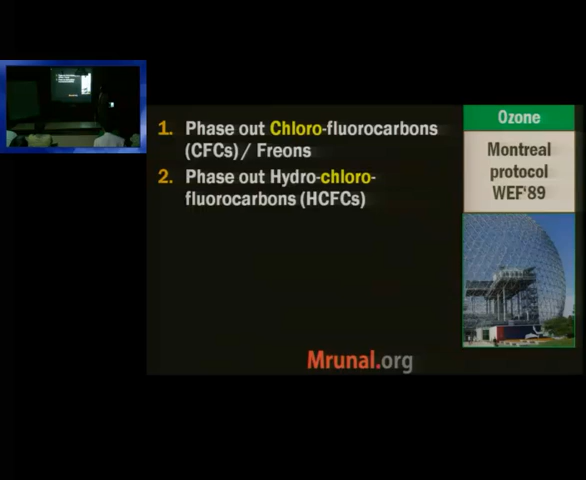 1. Phase out Chloro-fluorocarbons
(CFCs) / Freons
2. Phase out Hydro-chloro-
fluorocarbons (HCFCs)
Ozone
Montreal
protocol
WEF'89
Mrunal.org